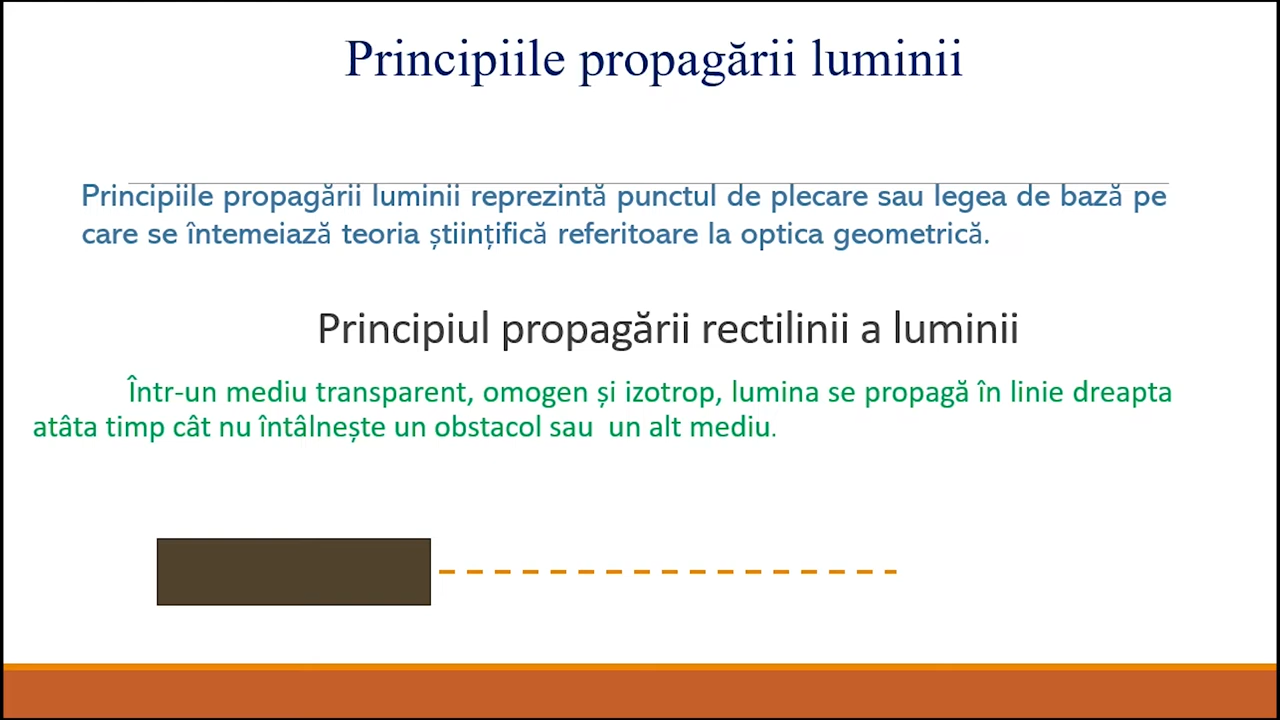 Principiile propagării luminii
Principiile propagării luminii reprezintă punctul de plecare sau legea de bază pe
care se întemeiază teoria științifică referitoare la optica geometrică.
Principiul propagării rectilinii a luminii
Într-un mediu transparent, omogen și izotrop, lumina se propagă în linie dreapta
atâta timp cât nu întâlnește un obstacol sau  un alt mediu.